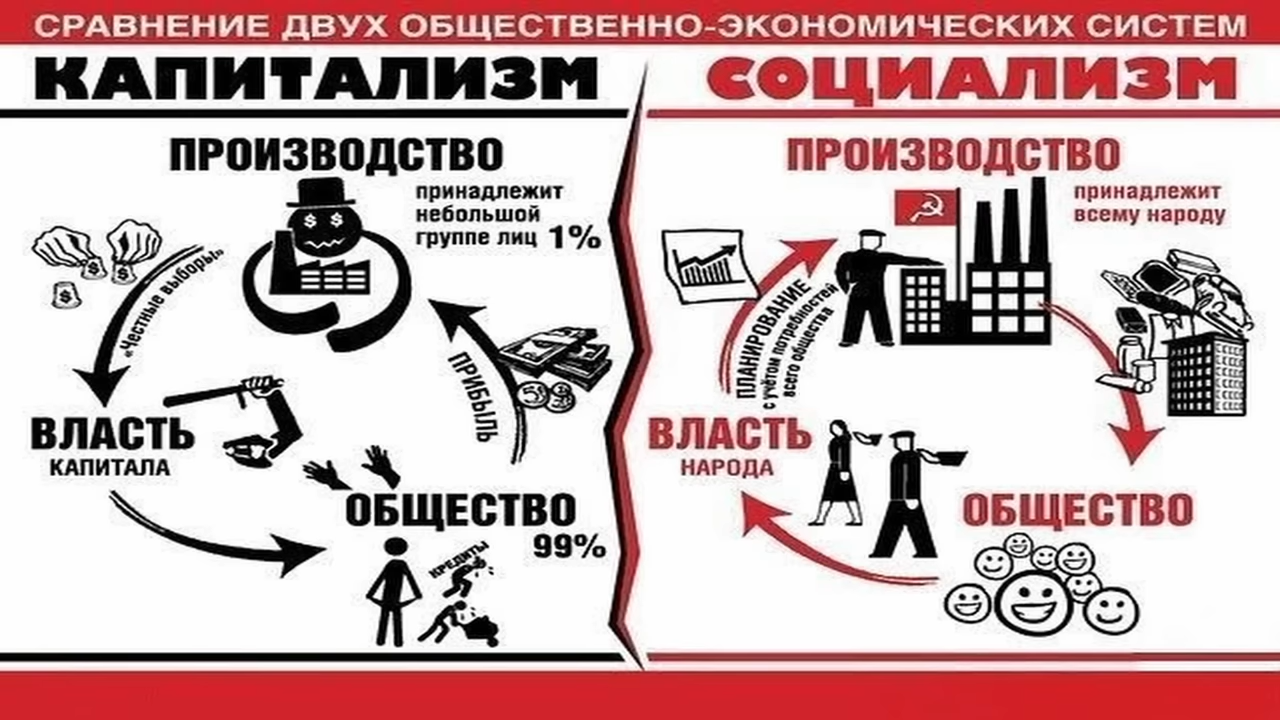 СРАВНЕНИЕ ДВУХ ОБЩЕСТВЕННО-ЭКОНОМИЧЕСКИХ СИСТЕМ
КАПИТАЛИЗМ
ПРОИЗВОДСТВО
принадлежит
небольшой
группе лиц 1%
«Честные выборы»
ПРИБЫЛЬ
ВЛАСТЬ
КАПИТАЛА
ОБЩЕСТВО
99%
КРЕДИТЫ
СОЦИАЛИЗМ
ПРОИЗВОДСТВО
принадлежит
всему народу
ПЛАНИРОВАНИЕ
с учётом потребностей
всего общества
ВЛАСТЬ
НАРОДА
ОБЩЕСТВО